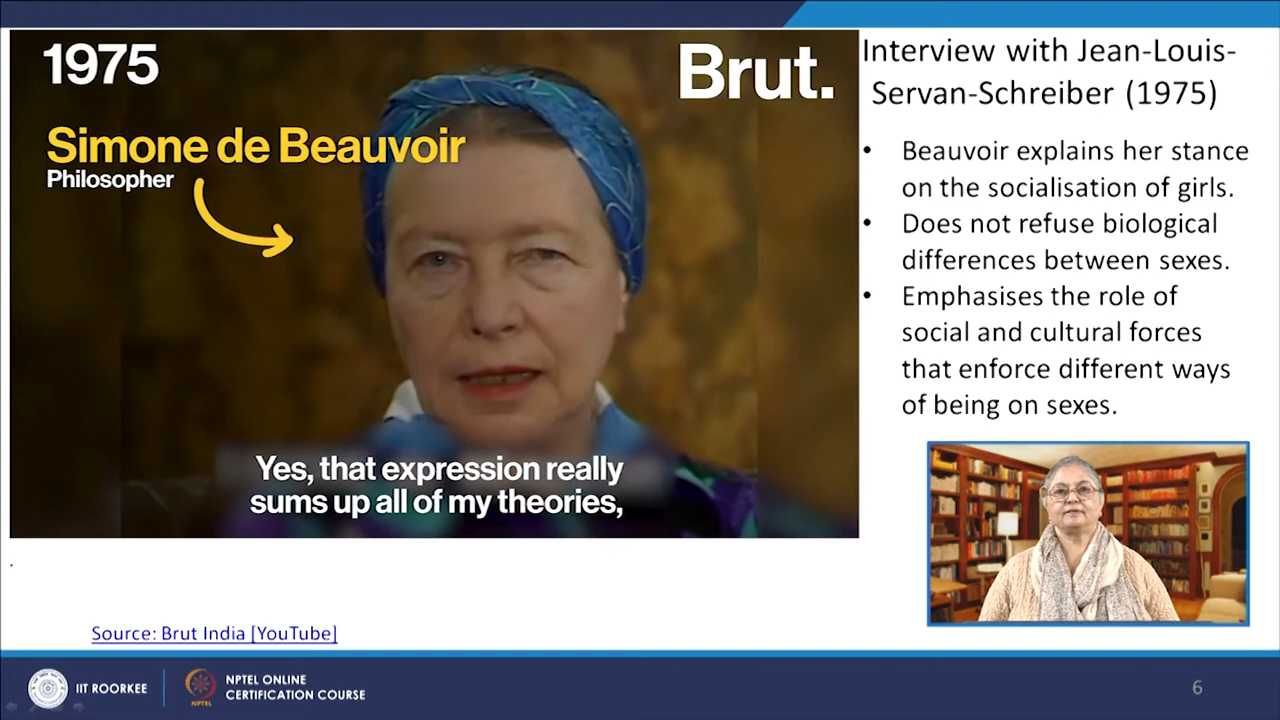 1975
Brut.
Simone de Beauvoir
Philosopher
Yes, that expression really
sums up all of my theories,
Interview with Jean-Louis-
Servan-Schreiber (1975)
• Beauvoir explains her stance
on the socialisation of girls.
• Does not refuse biological
differences between sexes.
• Emphasises the role of
social and cultural forces
that enforce different ways
of being on sexes.
Source: Brut India [YouTube]
IIT ROORKEE
NPTEL
NPTEL ONLINE
CERTIFICATION COURSE
6